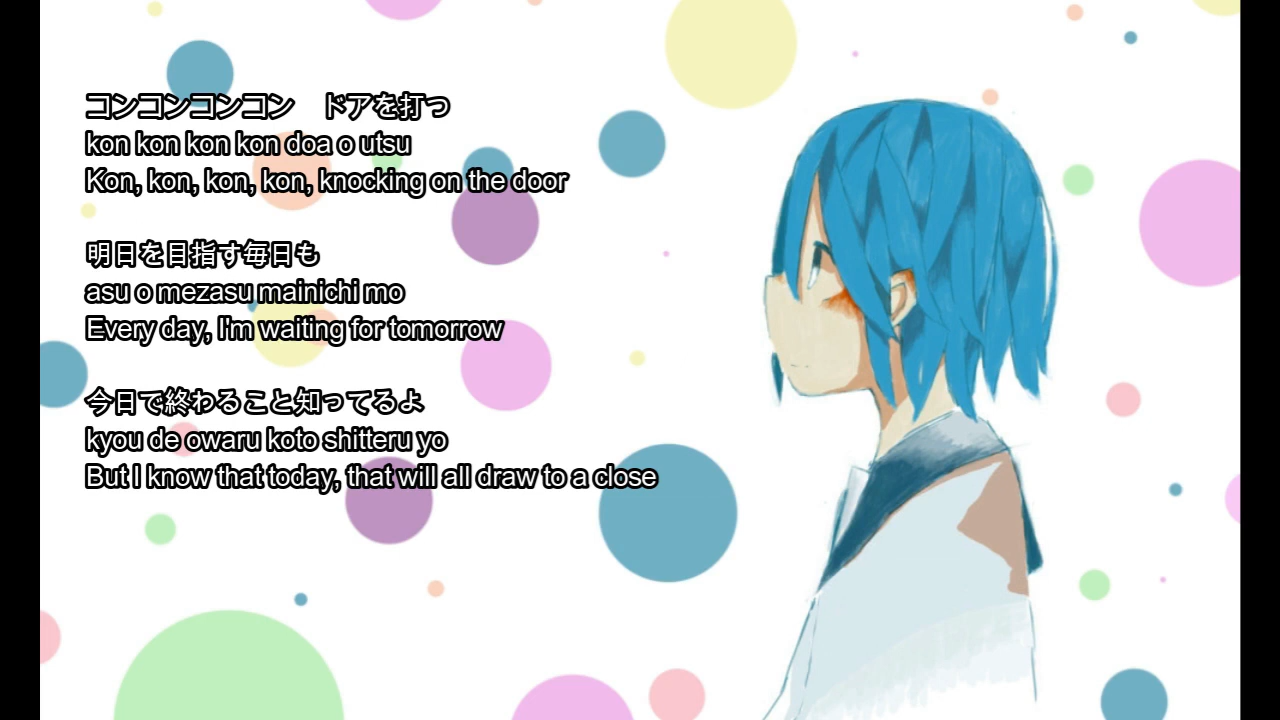 コンコンコンコン　ドアを打つ
kon kon kon kon doa o utsu
Kon, kon, kon, kon, knocking on the door
明日を目指す毎日も
asu o mezasu mainichi mo
Every day, I'm waiting for tomorrow
今日で終わること知ってるよ
kyou de owaru koto shitteru yo
But I know that today, that will all draw to a close